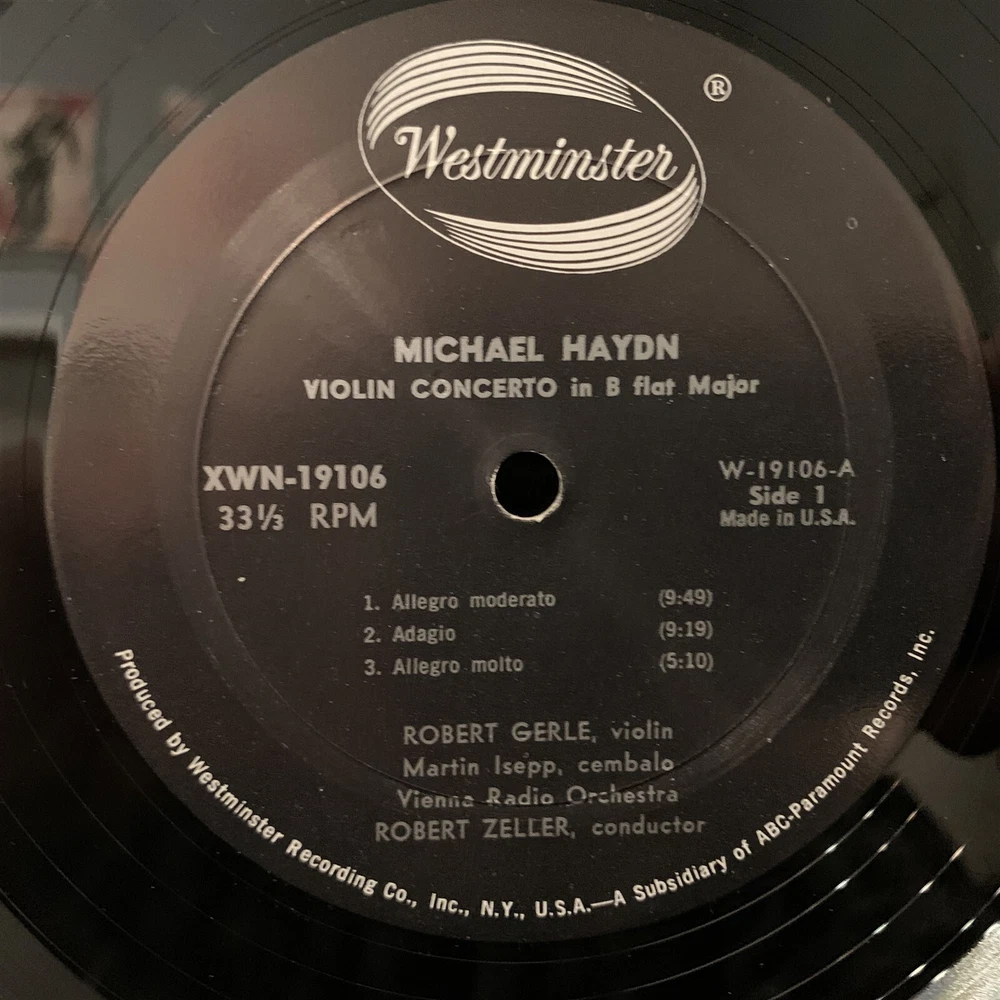 Westminster ®
MICHAEL HAYDN
VIOLIN CONCERTO in B flat Major
XWN-19106
33⅓ RPM
W-19106-A
Side 1
Made in U.S.A.
1. Allegro moderato (9:49)
2. Adagio (9:19)
3. Allegro molto (5:10)
ROBERT GERLE, violin
Martin Isepp, cembalo
Vienna Radio Orchestra
ROBERT ZELLER, conductor
Produced by Westminster Recording Co., Inc., N.Y., U.S.A.—A Subsidiary of ABC-Paramount Records, Inc.